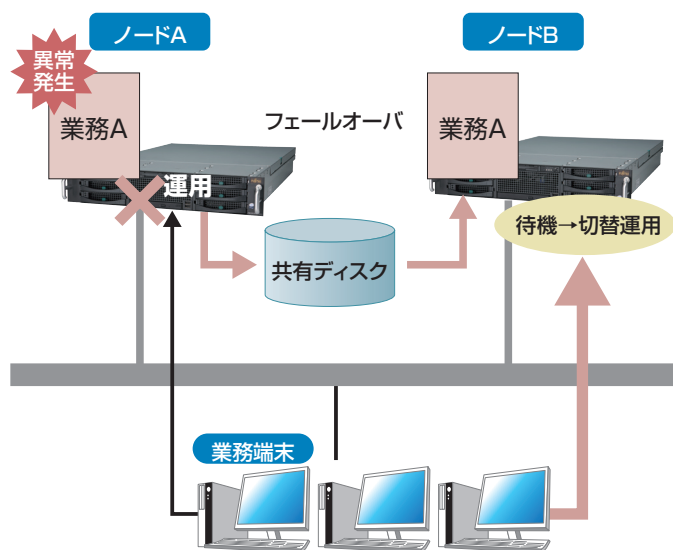 ノードA
ノードB
異常
発生
業務A
フェールオーバ
業務A
運用
待機→切替運用
共有ディスク
業務端末